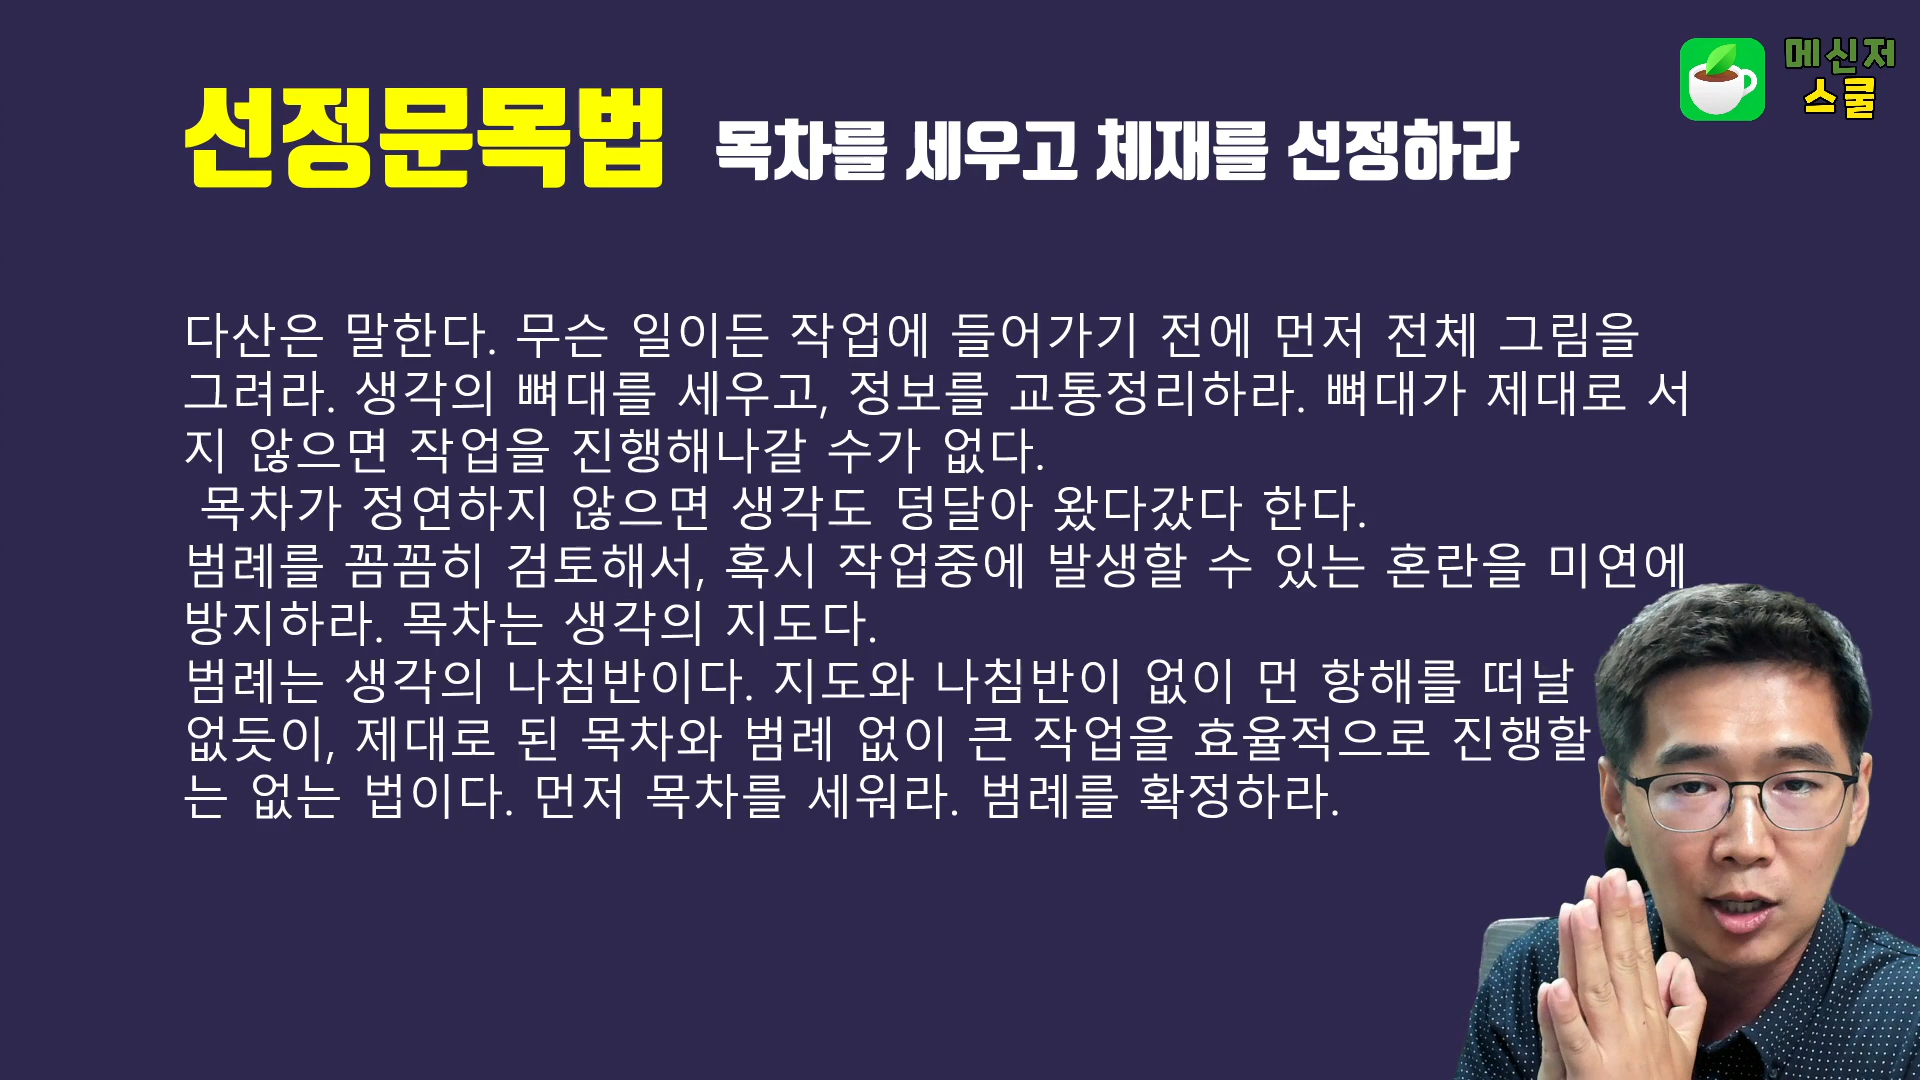 메신저
스쿨
선정문목법 목차를 세우고 체재를 선정하라
다산은 말한다. 무슨 일이든 작업에 들어가기 전에 먼저 전체 그림을
그려라. 생각의 뼈대를 세우고, 정보를 교통정리하라. 뼈대가 제대로 서
지 않으면 작업을 진행해나갈 수가 없다.
목차가 정연하지 않으면 생각도 덩달아 왔다갔다 한다.
범례를 꼼꼼히 검토해서, 혹시 작업중에 발생할 수 있는 혼란을 미연에
방지하라. 목차는 생각의 지도다.
범례는 생각의 나침반이다. 지도와 나침반이 없이 먼 항해를 떠날
없듯이, 제대로 된 목차와 범례 없이 큰 작업을 효율적으로 진행할
는 없는 법이다. 먼저 목차를 세워라. 범례를 확정하라.